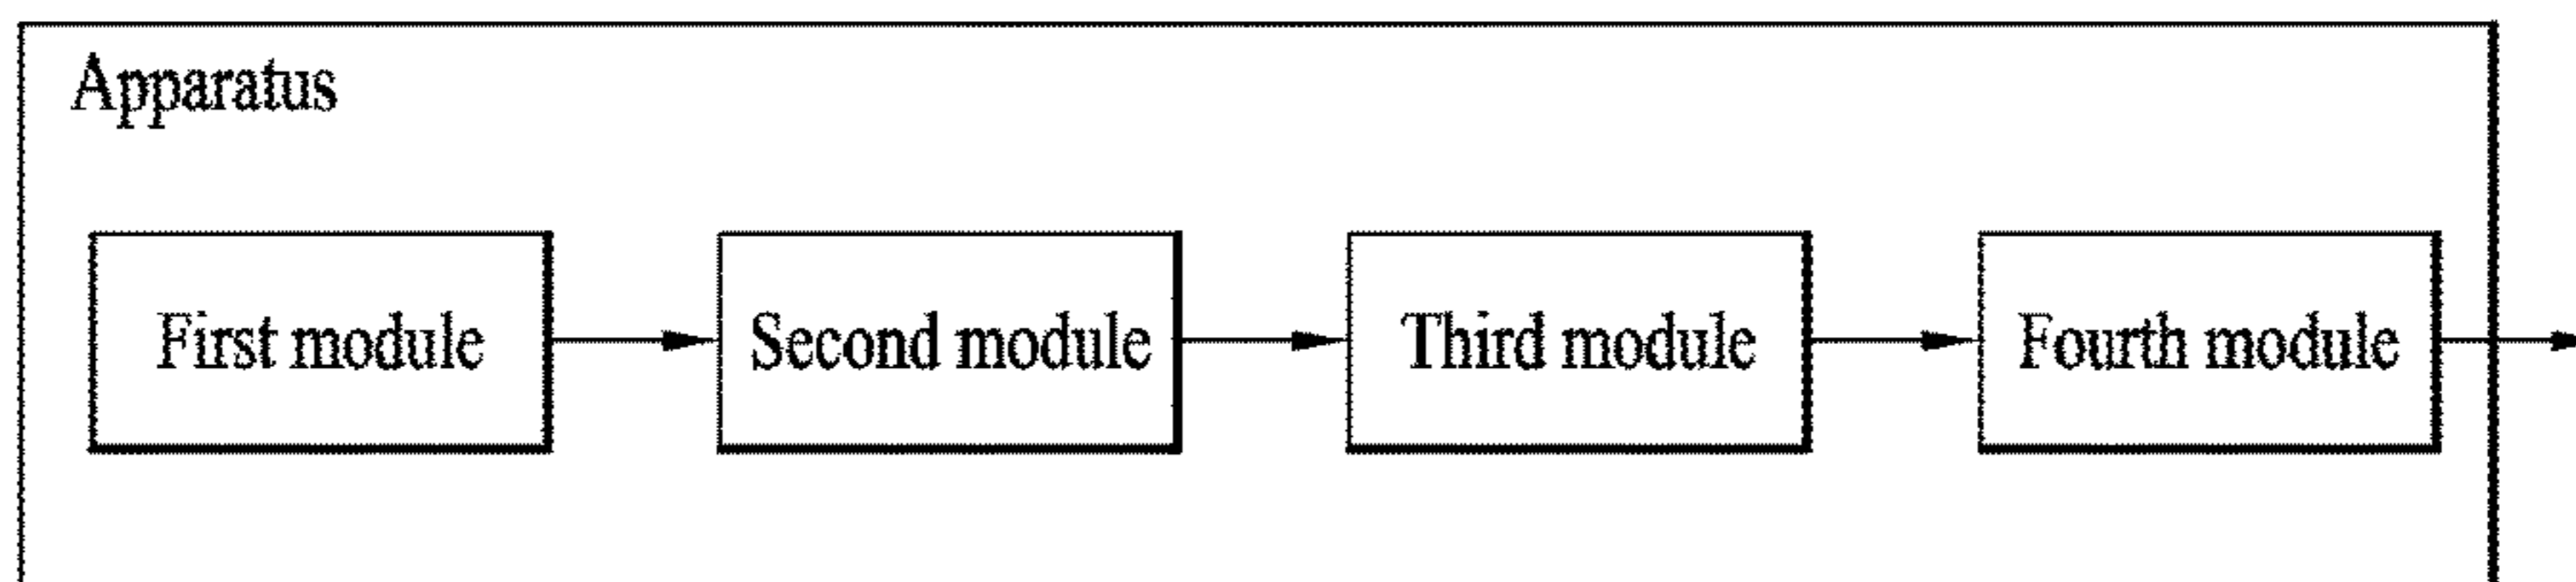 Apparatus
First module
Second module
Third module
Fourth module